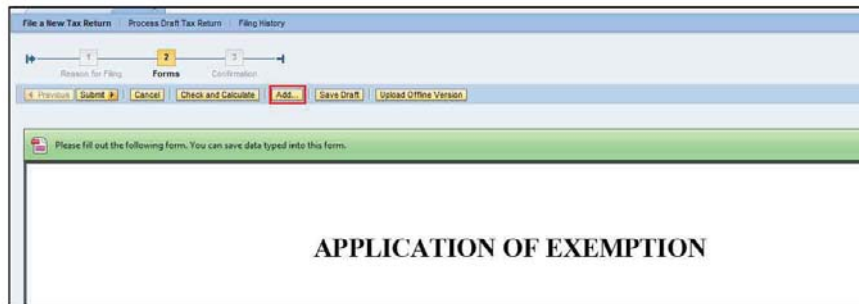 File a New Tax Return | Process Draft Tax Return | Filing History
1 2 3
Reason for Filing Forms Confirmation
Previous Submit Cancel Check and Calculate Add... Save Draft Upload Offline Version
Please fill out the following form. You can save data typed into this form.
APPLICATION OF EXEMPTION